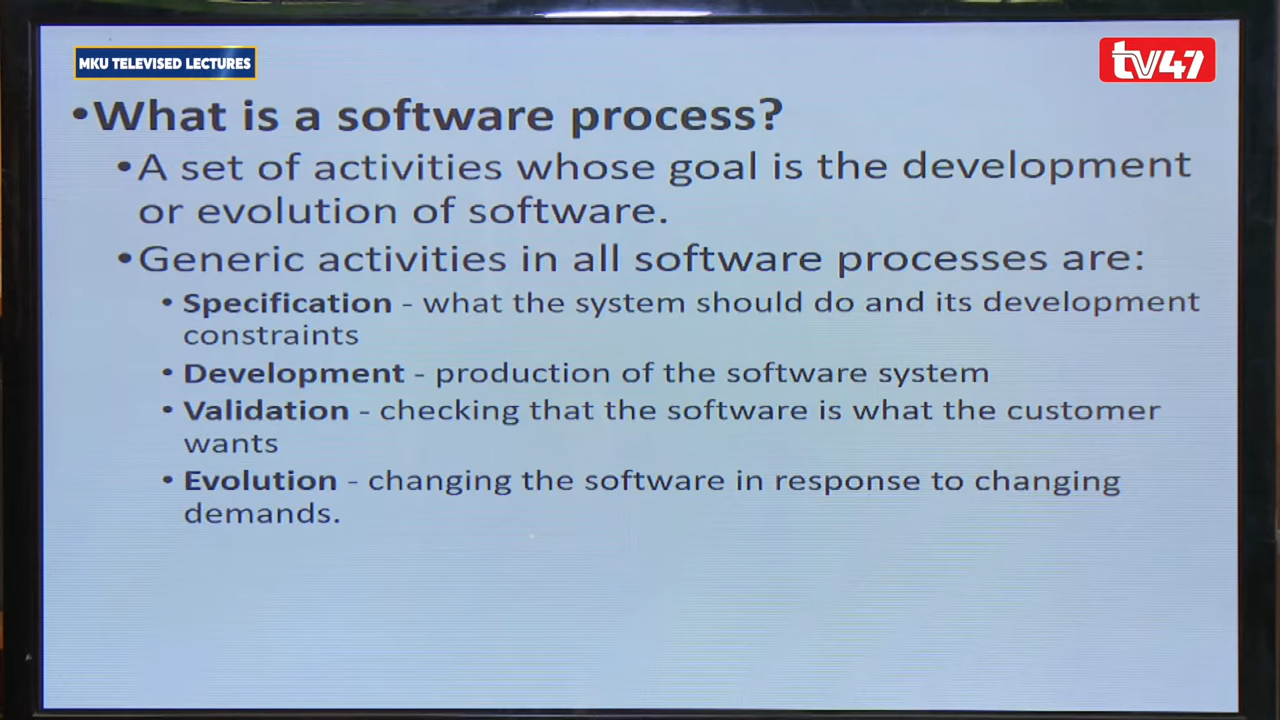 MKU TELEVISED LECTURES
tv47
•What is a software process?
•A set of activities whose goal is the development
or evolution of software.
•Generic activities in all software processes are:
• Specification - what the system should do and its development
constraints
• Development - production of the software system
• Validation - checking that the software is what the customer
wants
• Evolution - changing the software in response to changing
demands.